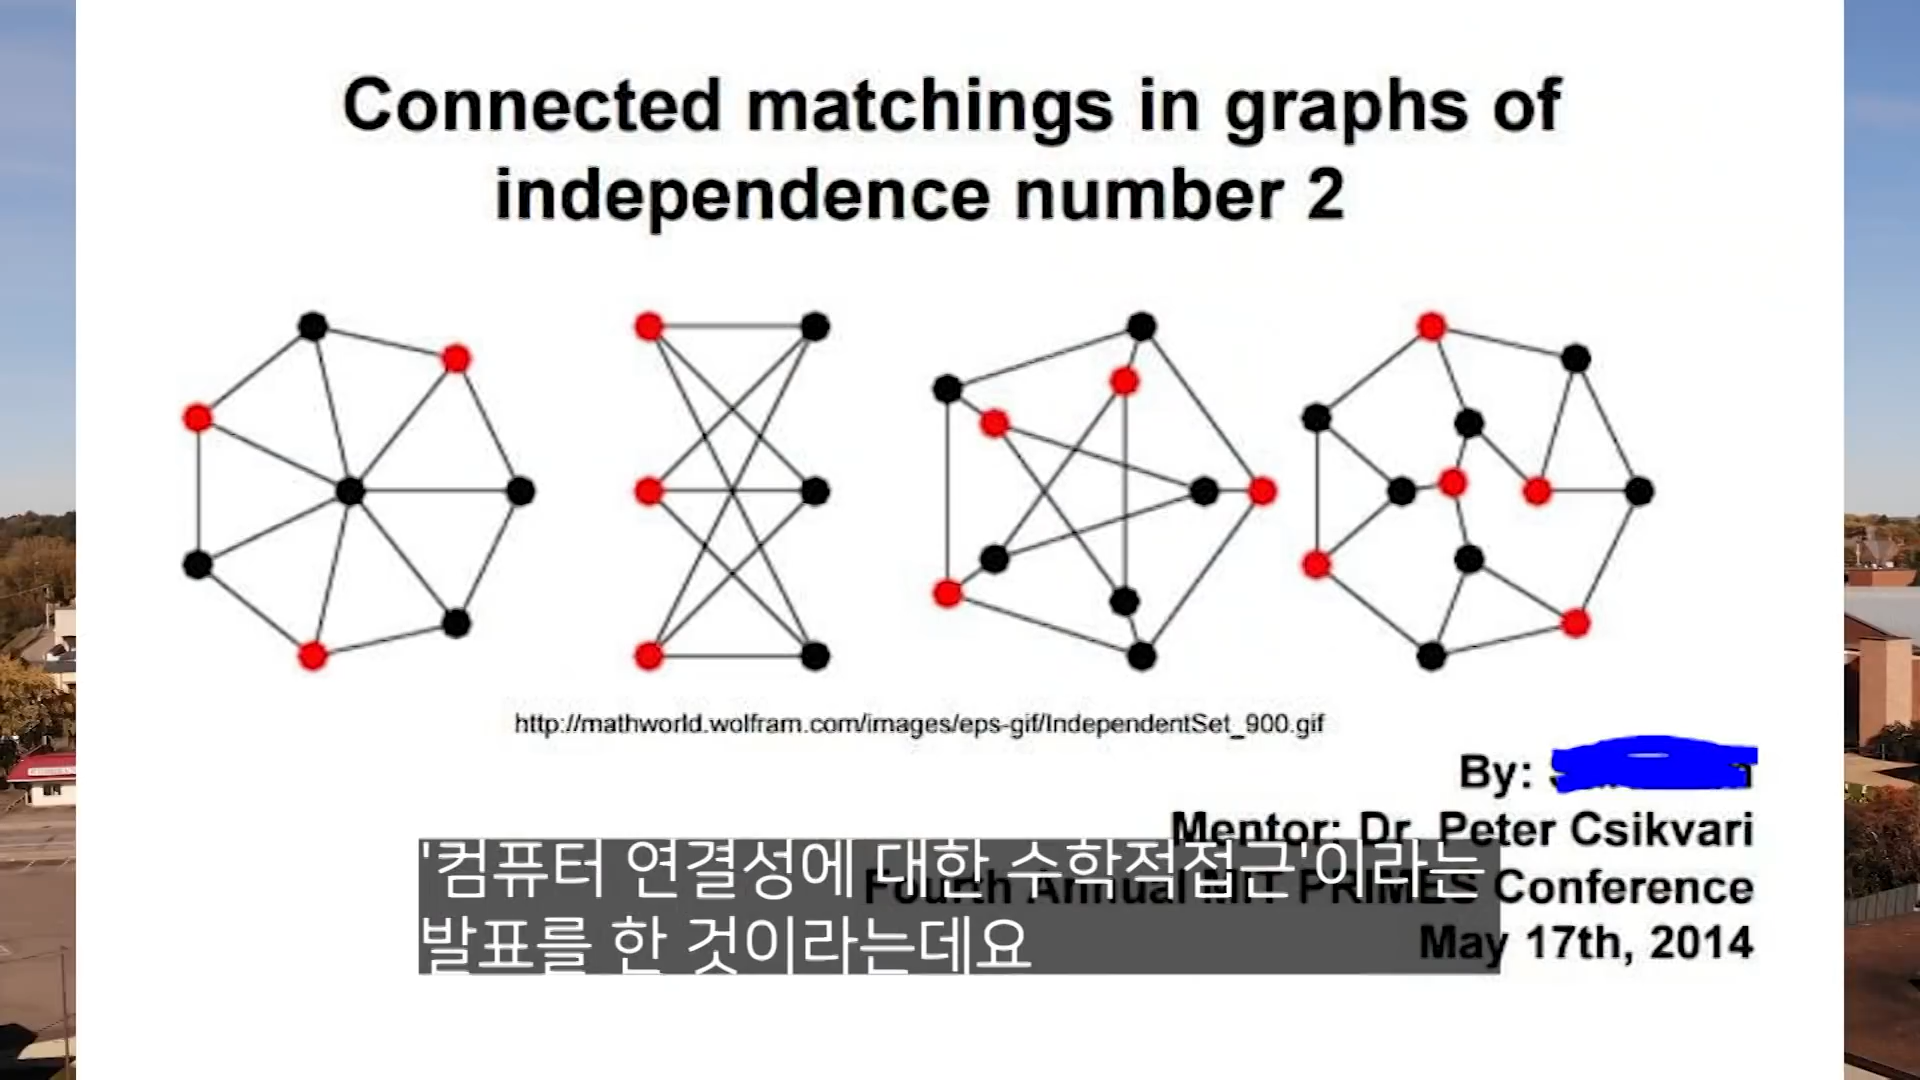 Connected matchings in graphs of
independence number 2
http://mathworld.wolfram.com/images/eps-gif/IndependentSet_900.gif
By:
Mentor: Dr. Peter Csikvari
Fourth Annual MIT PRIMES Conference
May 17th, 2014
'컴퓨터 연결성에 대한 수학적접근'이라는
발표를 한 것이라는데요